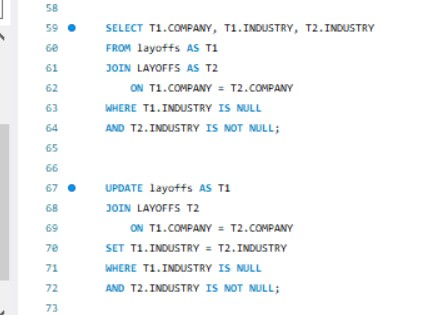 58
59 SELECT T1.COMPANY, T1.INDUSTRY, T2.INDUSTRY
60 FROM layoffs AS T1
61 JOIN LAYOFFS AS T2
62 ON T1.COMPANY = T2.COMPANY
63 WHERE T1.INDUSTRY IS NULL
64 AND T2.INDUSTRY IS NOT NULL;
65
66
67 UPDATE layoffs AS T1
68 JOIN LAYOFFS T2
69 ON T1.COMPANY = T2.COMPANY
70 SET T1.INDUSTRY = T2.INDUSTRY
71 WHERE T1.INDUSTRY IS NULL
72 AND T2.INDUSTRY IS NOT NULL;
73